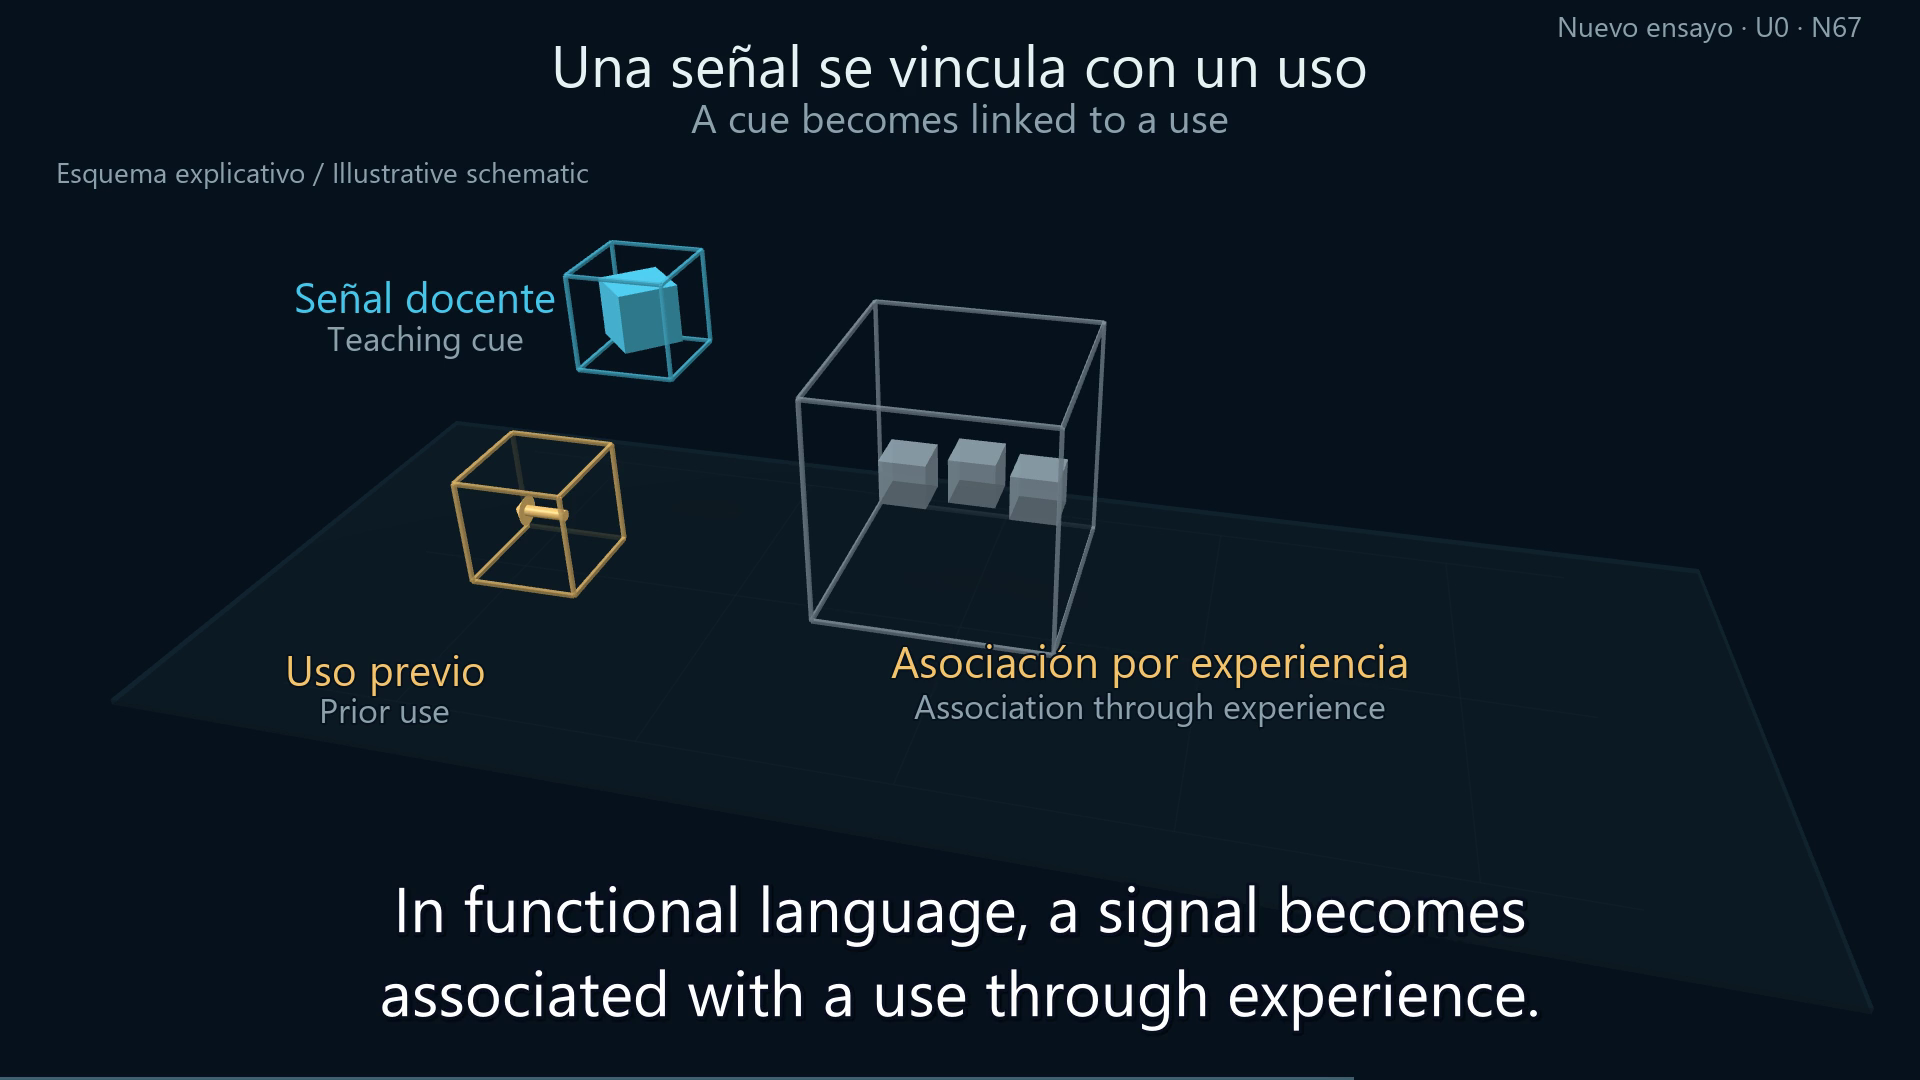 Nuevo ensayo · U0 · N67
Una señal se vincula con un uso
A cue becomes linked to a use
Esquema explicativo / Illustrative schematic
Señal docente
Teaching cue
Uso previo
Prior use
Asociación por experiencia
Association through experience
In functional language, a signal becomes
associated with a use through experience.